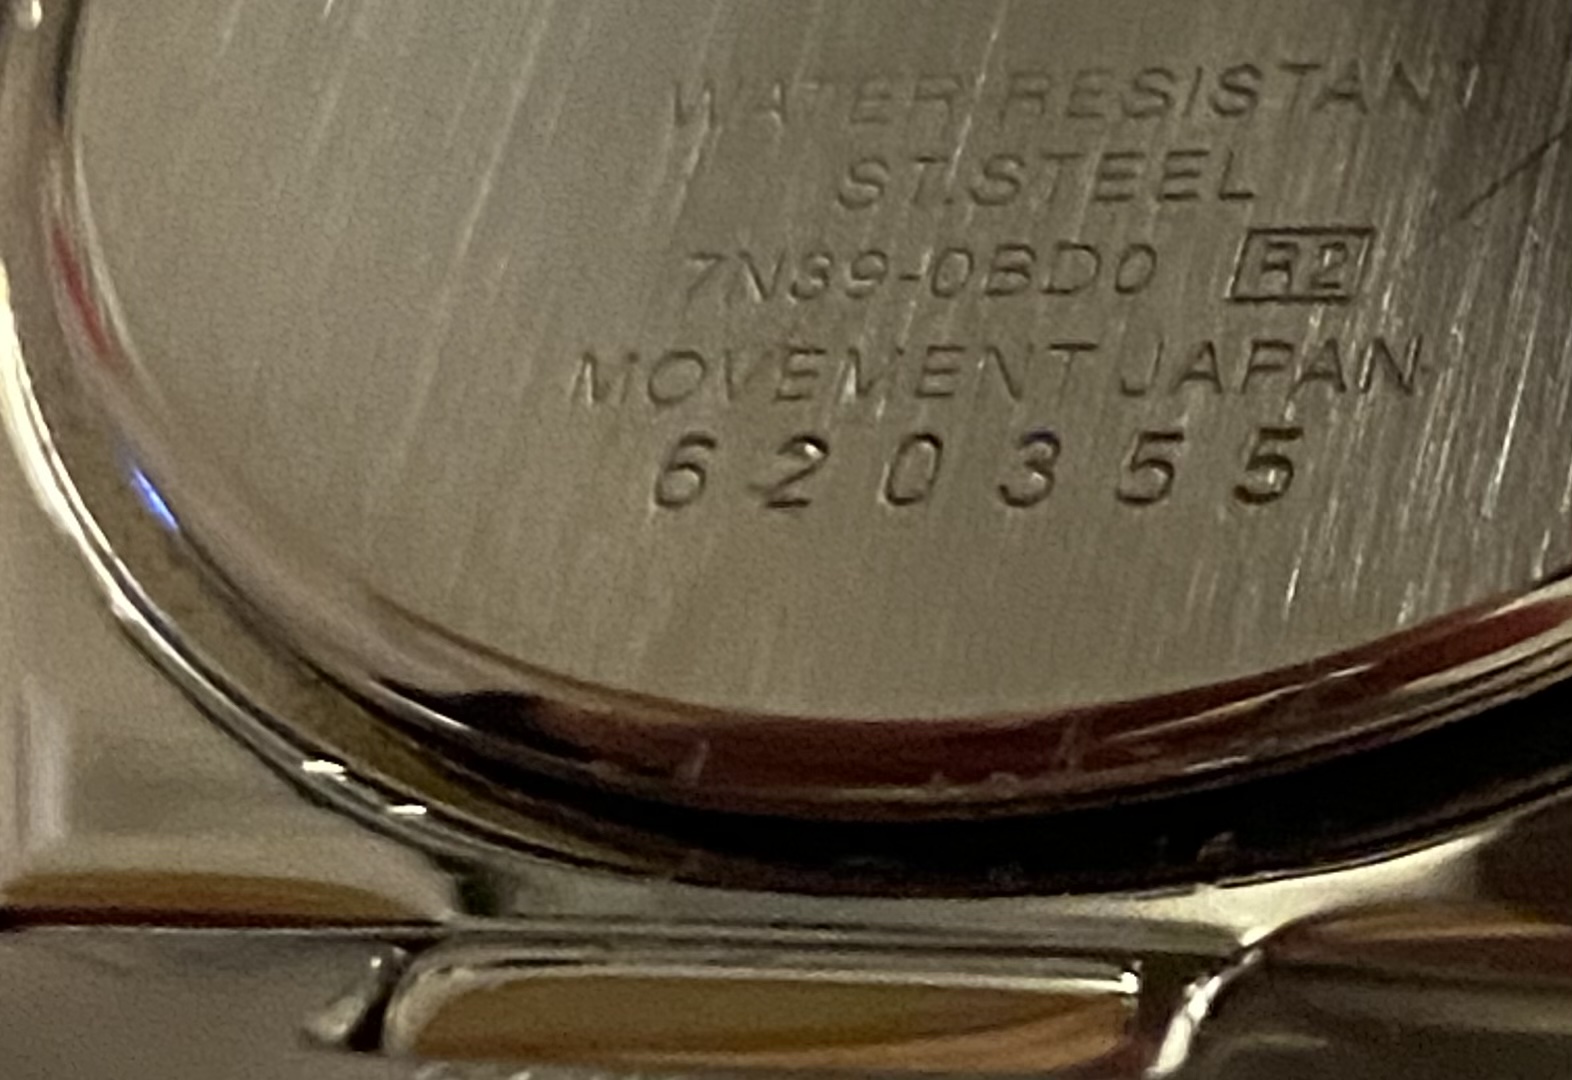 WATER RESISTANT
ST.STEEL
7N39-0BD0 R2
MOVEMENT JAPAN
620355